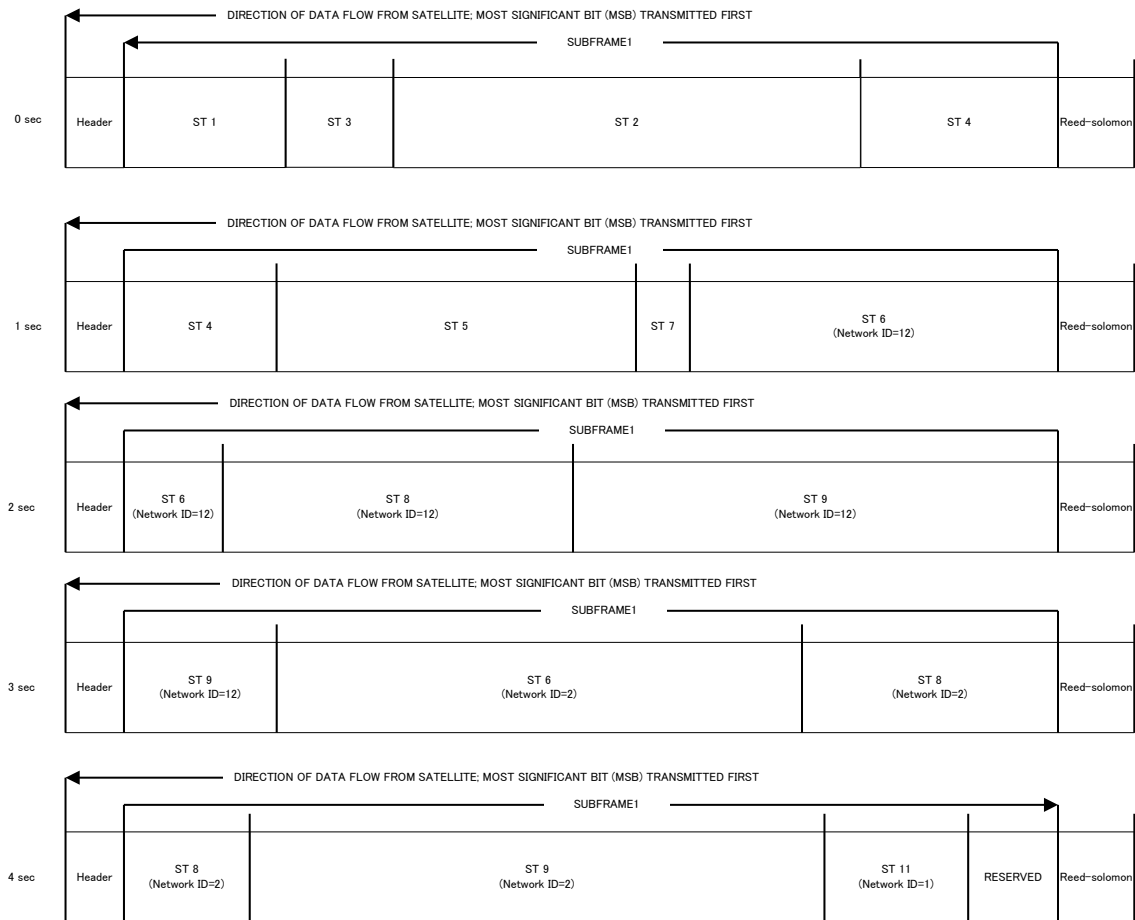 DIRECTION OF DATA FLOW FROM SATELLITE; MOST SIGNIFICANT BIT (MSB) TRANSMITTED FIRST
SUBFRAME1
0 sec Header ST 1 ST 3 ST 2 ST 4 Reed-solomon
DIRECTION OF DATA FLOW FROM SATELLITE; MOST SIGNIFICANT BIT (MSB) TRANSMITTED FIRST
SUBFRAME1
1 sec Header ST 4 ST 5 ST 7 ST 6 Reed-solomon
(Network ID=12)
DIRECTION OF DATA FLOW FROM SATELLITE; MOST SIGNIFICANT BIT (MSB) TRANSMITTED FIRST
SUBFRAME1
2 sec Header ST 6 ST 8 ST 9 Reed-solomon
(Network ID=12) (Network ID=12) (Network ID=12)
DIRECTION OF DATA FLOW FROM SATELLITE; MOST SIGNIFICANT BIT (MSB) TRANSMITTED FIRST
SUBFRAME1
3 sec Header ST 9 ST 6 ST 8 Reed-solomon
(Network ID=12) (Network ID=2) (Network ID=2)
DIRECTION OF DATA FLOW FROM SATELLITE; MOST SIGNIFICANT BIT (MSB) TRANSMITTED FIRST
SUBFRAME1
4 sec Header ST 8 ST 9 ST 11 RESERVED Reed-solomon
(Network ID=2) (Network ID=2) (Network ID=1)